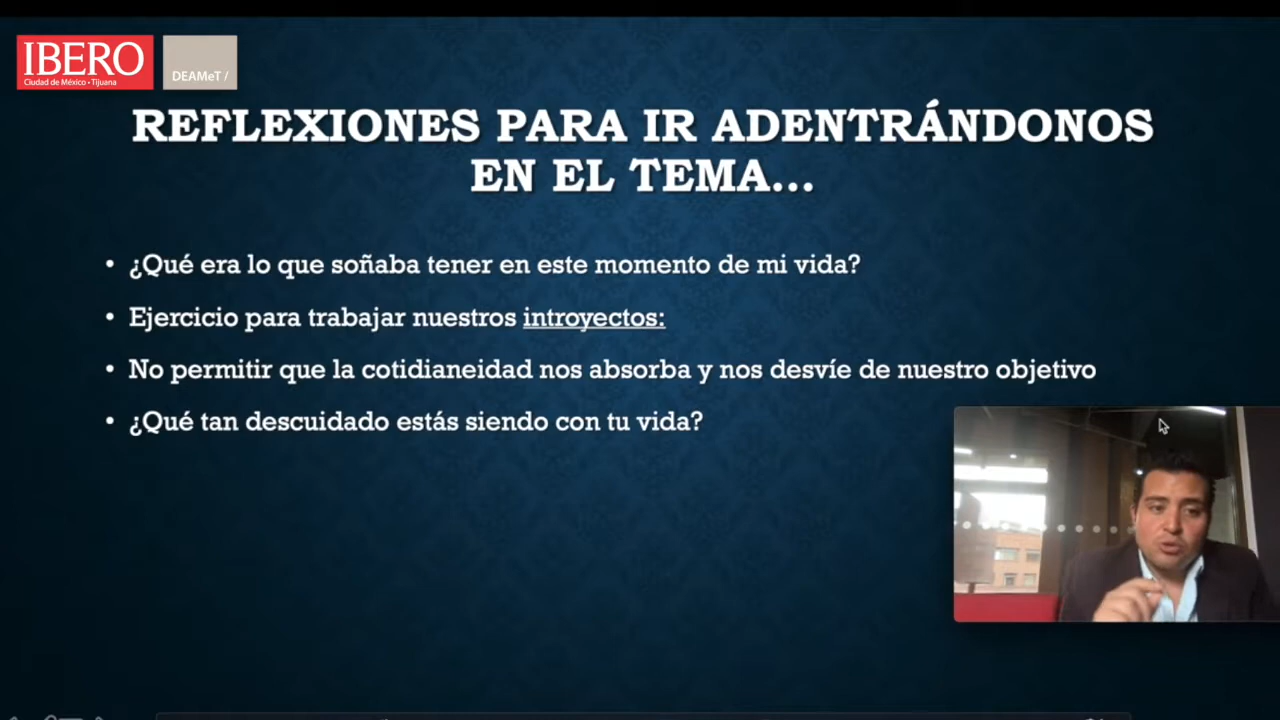 IBERO
Ciudad de México • Tijuana
DEAMeT /
REFLEXIONES PARA IR ADENTRÁNDONOS
EN EL TEMA...
• ¿Qué era lo que soñaba tener en este momento de mi vida?
• Ejercicio para trabajar nuestros introyectos:
• No permitir que la cotidianeidad nos absorba y nos desvíe de nuestro objetivo
• ¿Qué tan descuidado estás siendo con tu vida?